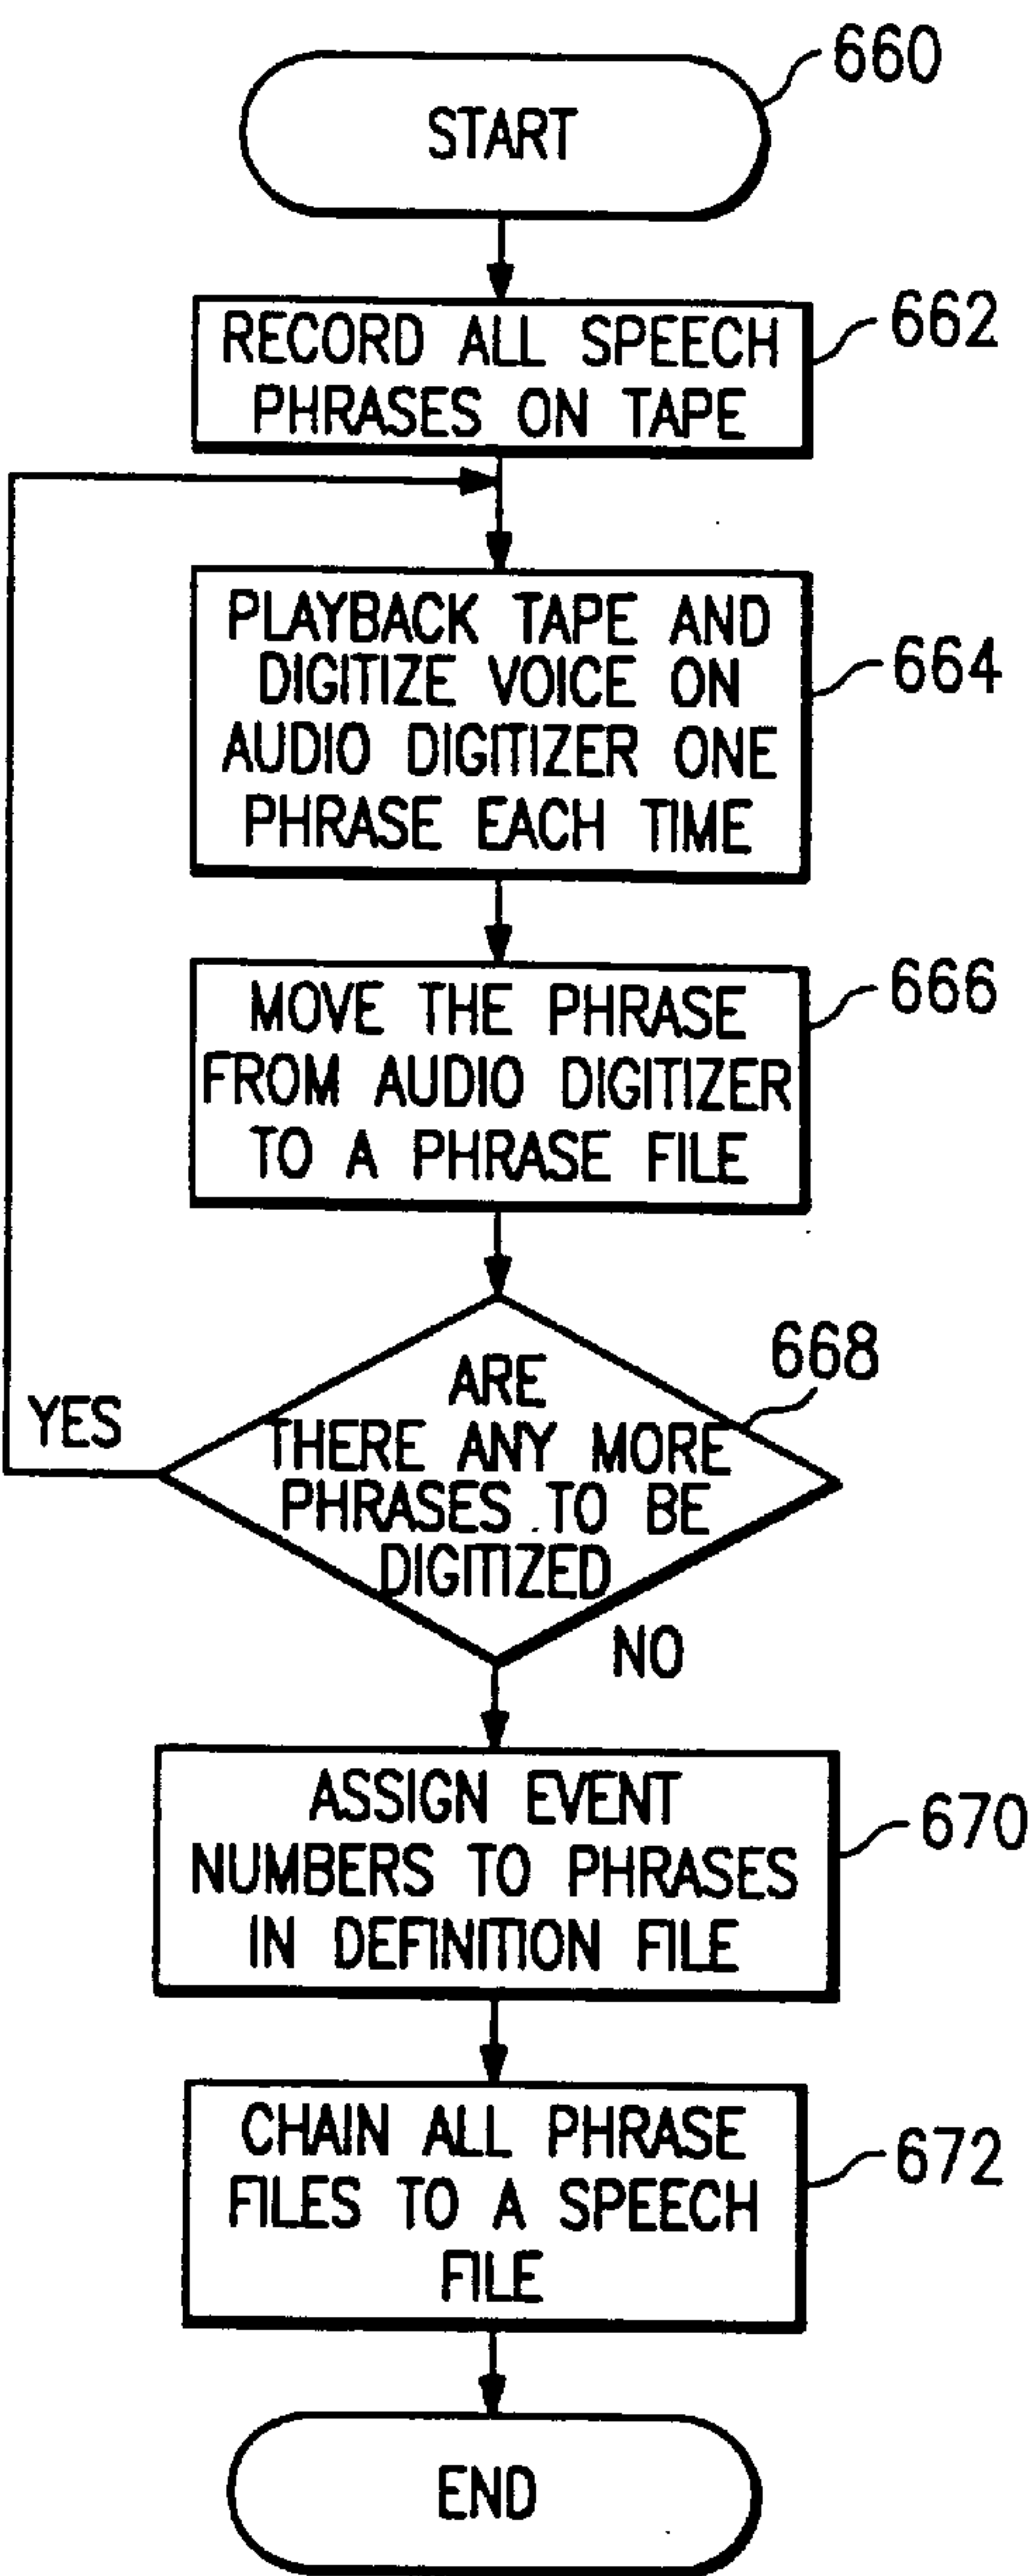 660
START
662
RECORD ALL SPEECH
PHRASES ON TAPE
664
PLAYBACK TAPE AND
DIGITIZE VOICE ON
AUDIO DIGITIZER ONE
PHRASE EACH TIME
666
MOVE THE PHRASE
FROM AUDIO DIGITIZER
TO A PHRASE FILE
668
ARE
THERE ANY MORE
PHRASES TO BE
DIGITIZED
YES
NO
670
ASSIGN EVENT
NUMBERS TO PHRASES
IN DEFINITION FILE
672
CHAIN ALL PHRASE
FILES TO A SPEECH
FILE
END